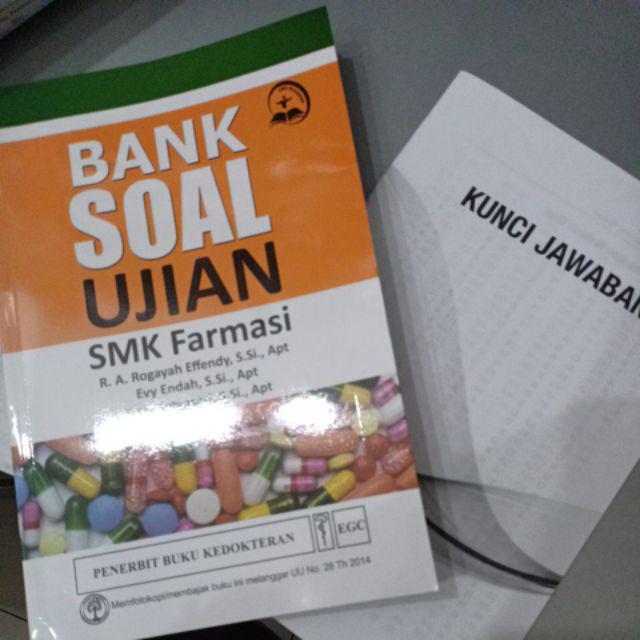 BANK
SOAL
UJIAN
SMK Farmasi
R. A. Rogayah Effendy, S.Si., Apt
Evy Endah, S.Si., Apt
S.Si., Apt
PENERBIT BUKU KEDOKTERAN EGC
Memfotokopi/membajak buku ini melanggar UU No. 28 Th 2014
KUNCI JAWABAN